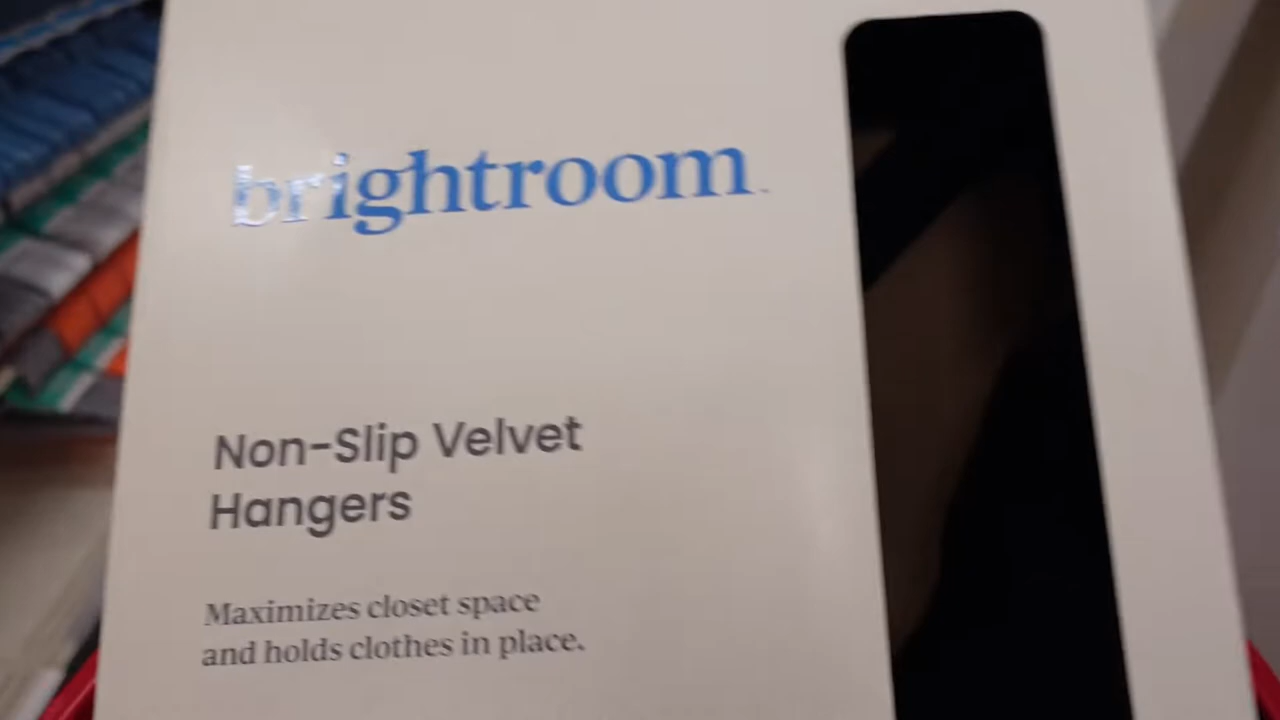 brightroom
Non-Slip Velvet
Hangers
Maximizes closet space
and holds clothes in place.